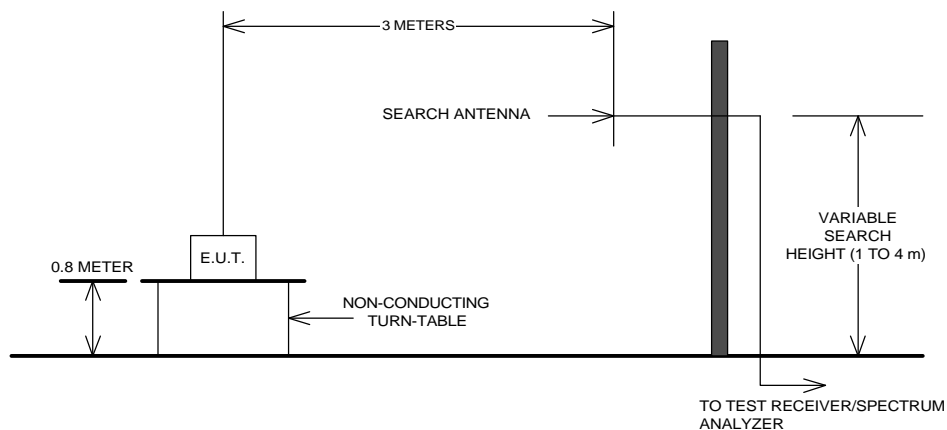 3 METERS
SEARCH ANTENNA
VARIABLE
SEARCH
HEIGHT (1 TO 4 m)
E.U.T.
0.8 METER
NON-CONDUCTING
TURN-TABLE
TO TEST RECEIVER/SPECTRUM
ANALYZER